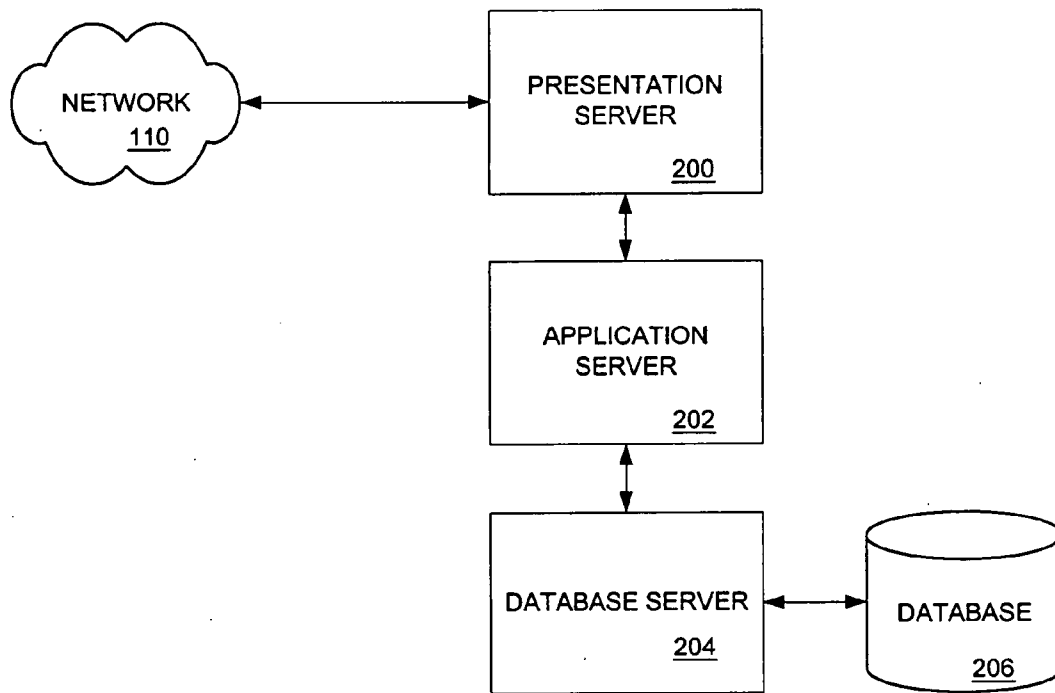 NETWORK
110
PRESENTATION
SERVER
200
APPLICATION
SERVER
202
DATABASE SERVER
204
DATABASE
206